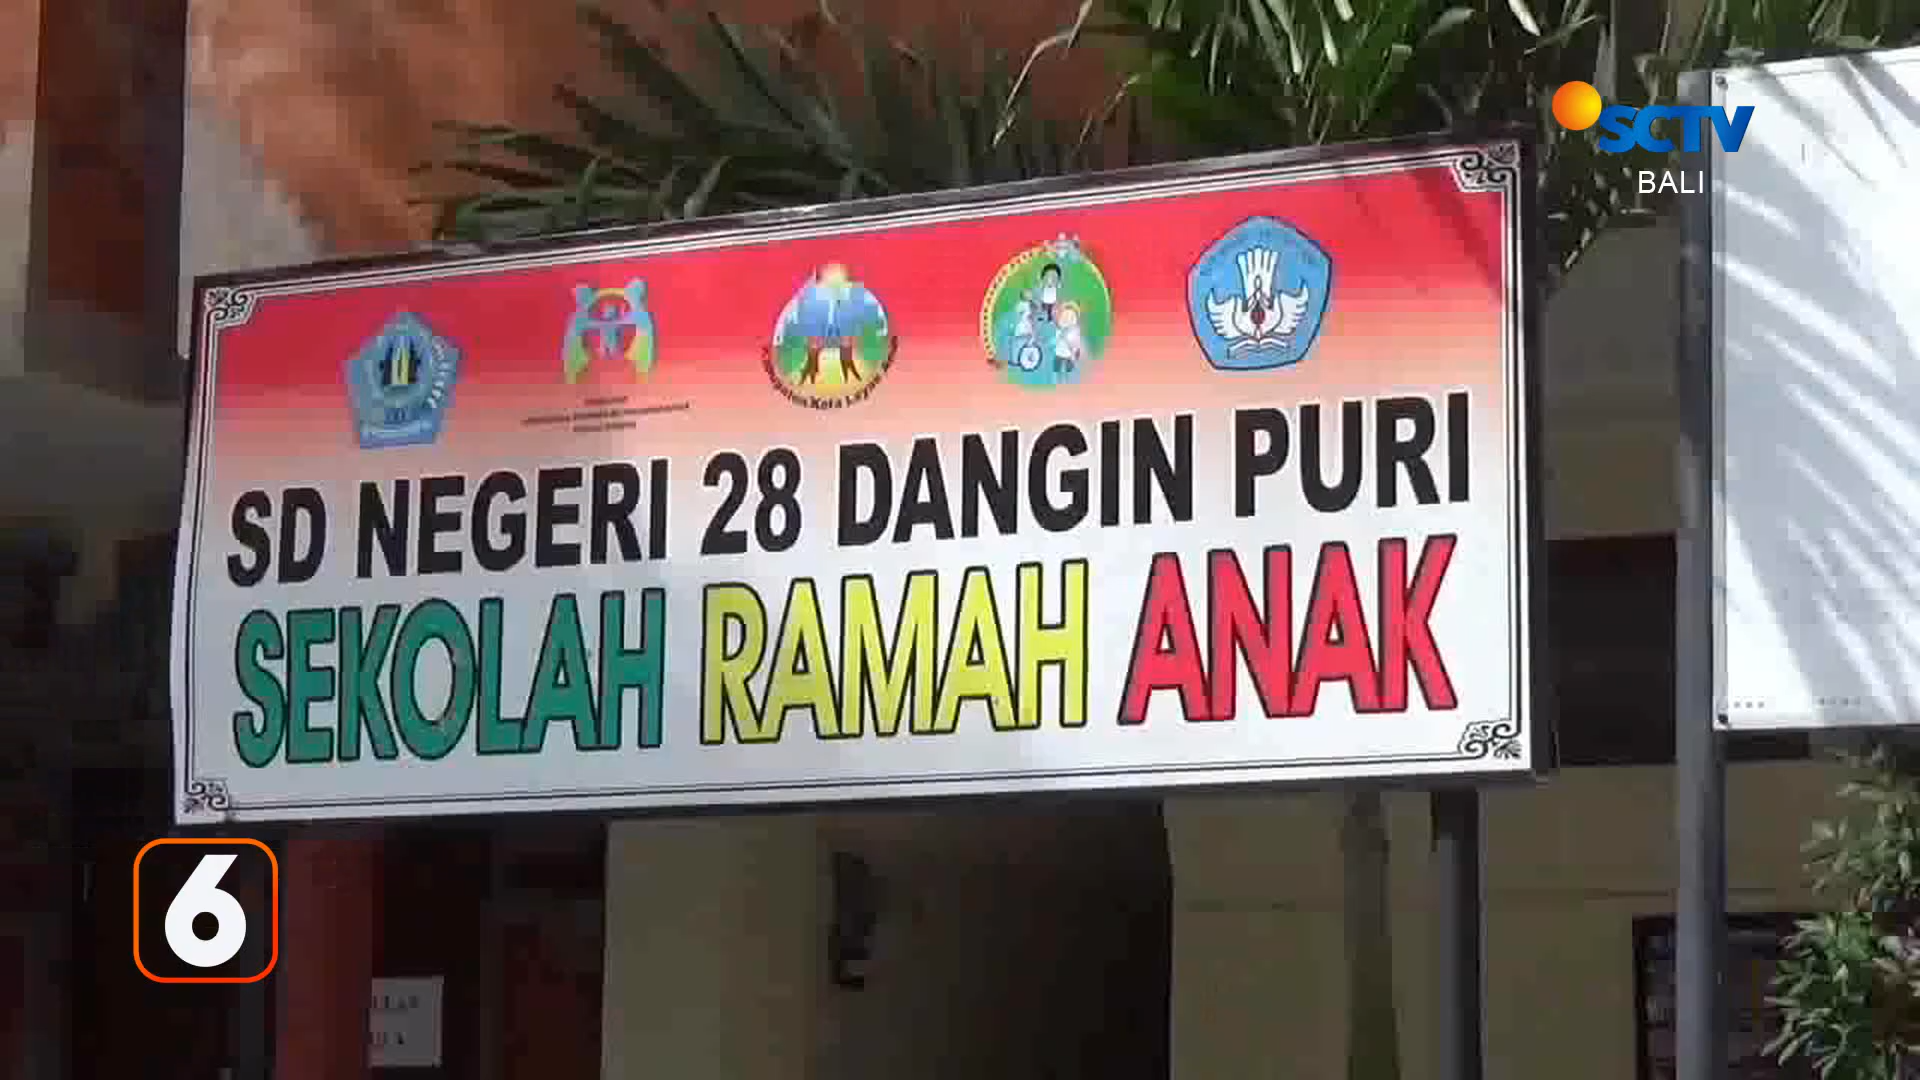 SCTV
BALI
SD NEGERI 28 DANGIN PURI
SEKOLAH RAMAH ANAK
6